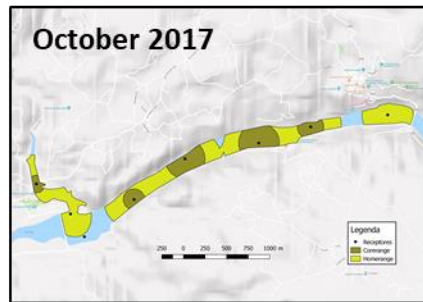 October 2017
Legenda
Receptores
Corerange
Homerange
250 0 250 500 750 1000 m